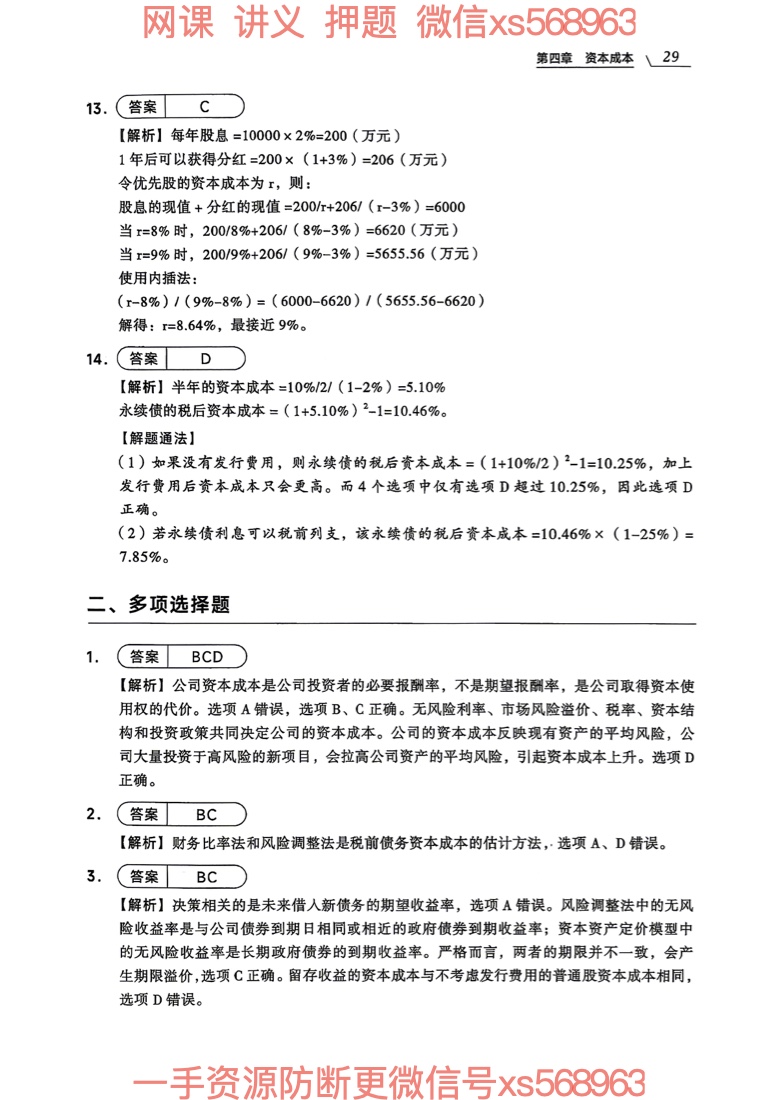 网课 讲义 押题 微信xs568963
第四章 资本成本 29
13. 答案 C
【解析】每年股息 =10000×2%=200（万元）
1 年后可以获得分红 =200×（1+3%）=206（万元）
令优先股的资本成本为 r，则：
股息的现值 + 分红的现值 =200/r+206/（r-3%）=6000
当 r=8% 时，200/8%+206/（8%-3%）=6620（万元）
当 r=9% 时，200/9%+206/（9%-3%）=5655.56（万元）
使用内插法：
（r-8%）/（9%-8%）=（6000-6620）/（5655.56-6620）
解得：r=8.64%，最接近 9%。
14. 答案 D
【解析】半年的资本成本 =10%/2/（1-2%）=5.10%
永续债的税后资本成本 =（1+5.10%）²-1=10.46%。
【解题通法】
（1）如果没有发行费用，则永续债的税后资本成本 =（1+10%/2）²-1=10.25%，加上
发行费用后资本成本只会更高。而 4 个选项中仅有选项 D 超过 10.25%，因此选项 D
正确。
（2）若永续债利息可以税前列支，该永续债的税后资本成本 =10.46%×（1-25%）=
7.85%。
二、多项选择题
1. 答案 BCD
【解析】公司资本成本是公司投资者的必要报酬率，不是期望报酬率，是公司取得资本使
用权的代价。选项 A 错误，选项 B、C 正确。无风险利率、市场风险溢价、税率、资本结
构和投资政策共同决定公司的资本成本。公司的资本成本反映现有资产的平均风险，公
司大量投资于高风险的新项目，会拉高公司资产的平均风险，引起资本成本上升。选项 D
正确。
2. 答案 BC
【解析】财务比率法和风险调整法是税前债务资本成本的估计方法，选项 A、D 错误。
3. 答案 BC
【解析】决策相关的是未来借入新债务的期望收益率，选项 A 错误。风险调整法中的无风
险收益率是与公司债券到期日相同或相近的政府债券到期收益率；资本资产定价模型中
的无风险收益率是长期政府债券的到期收益率。严格而言，两者的期限并不一致，会产
生期限溢价，选项 C 正确。留存收益的资本成本与不考虑发行费用的普通股资本成本相同，
选项 D 错误。
一手资源防断更微信号xs568963